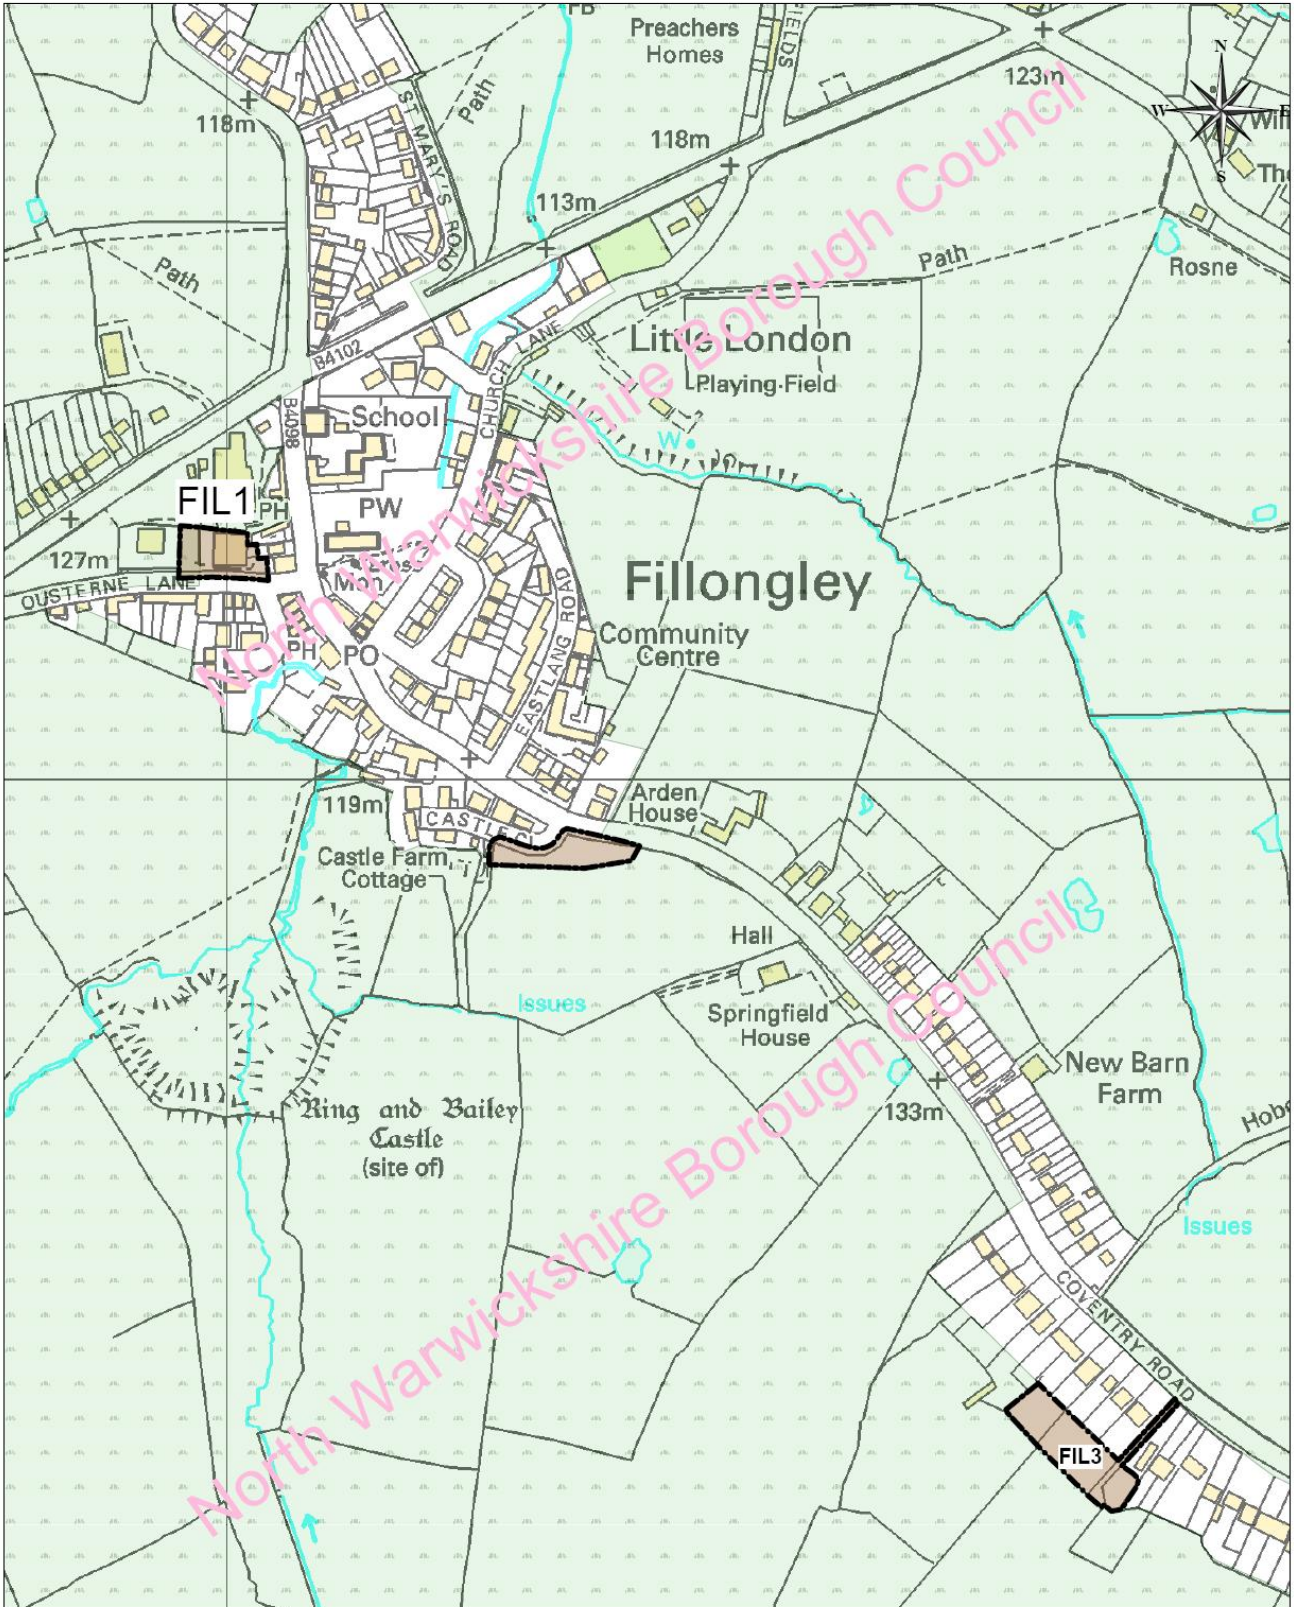 FB
Preachers
Homes
FIELDS
123m
N
W
E
S
118m
Path
ST MARY'S ROAD
118m
113m
Path
Path
Rosne
B4102
CHURCH LANE
Little London
Playing Field
B4098
School
W
FIL1
PH
PW
127m
OUSTERNE LANE
Fillongley
Community
Centre
PH
PO
EASTLANG ROAD
119m
CASTLE
Arden
House
Castle Farm
Cottage
Hall
Issues
Springfield
House
New Barn
Farm
133m
Ring and Bailey
Castle
(site of)
Issues
COVENTRY ROAD
FIL3
North Warwickshire Borough Council
North Warwickshire Borough Council